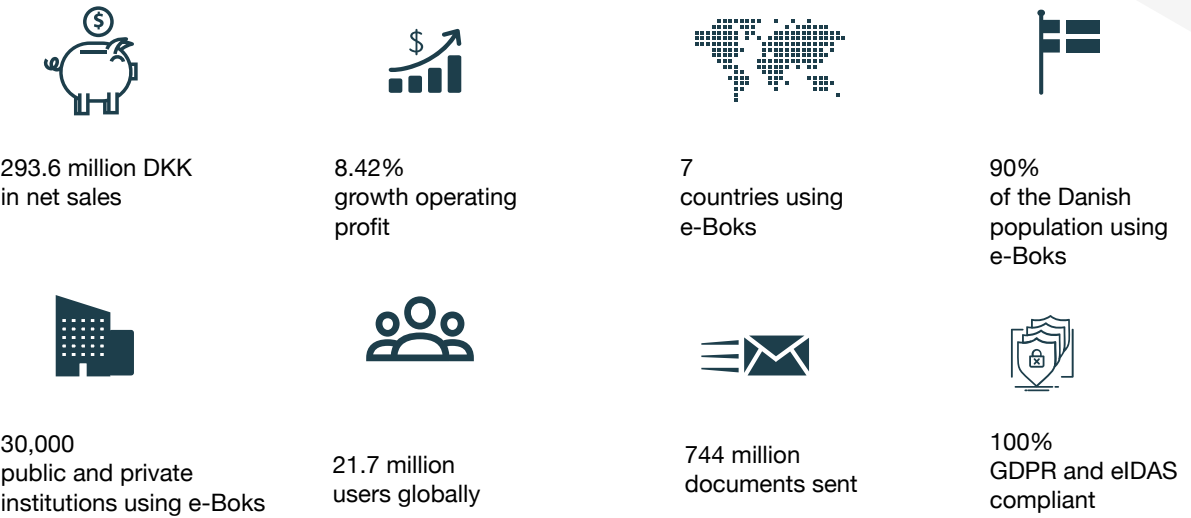 $
$
293.6 million DKK
in net sales
8.42%
growth operating
profit
7
countries using
e-Boks
90%
of the Danish
population using
e-Boks
30,000
public and private
institutions using e-Boks
21.7 million
users globally
744 million
documents sent
100%
GDPR and eIDAS
compliant